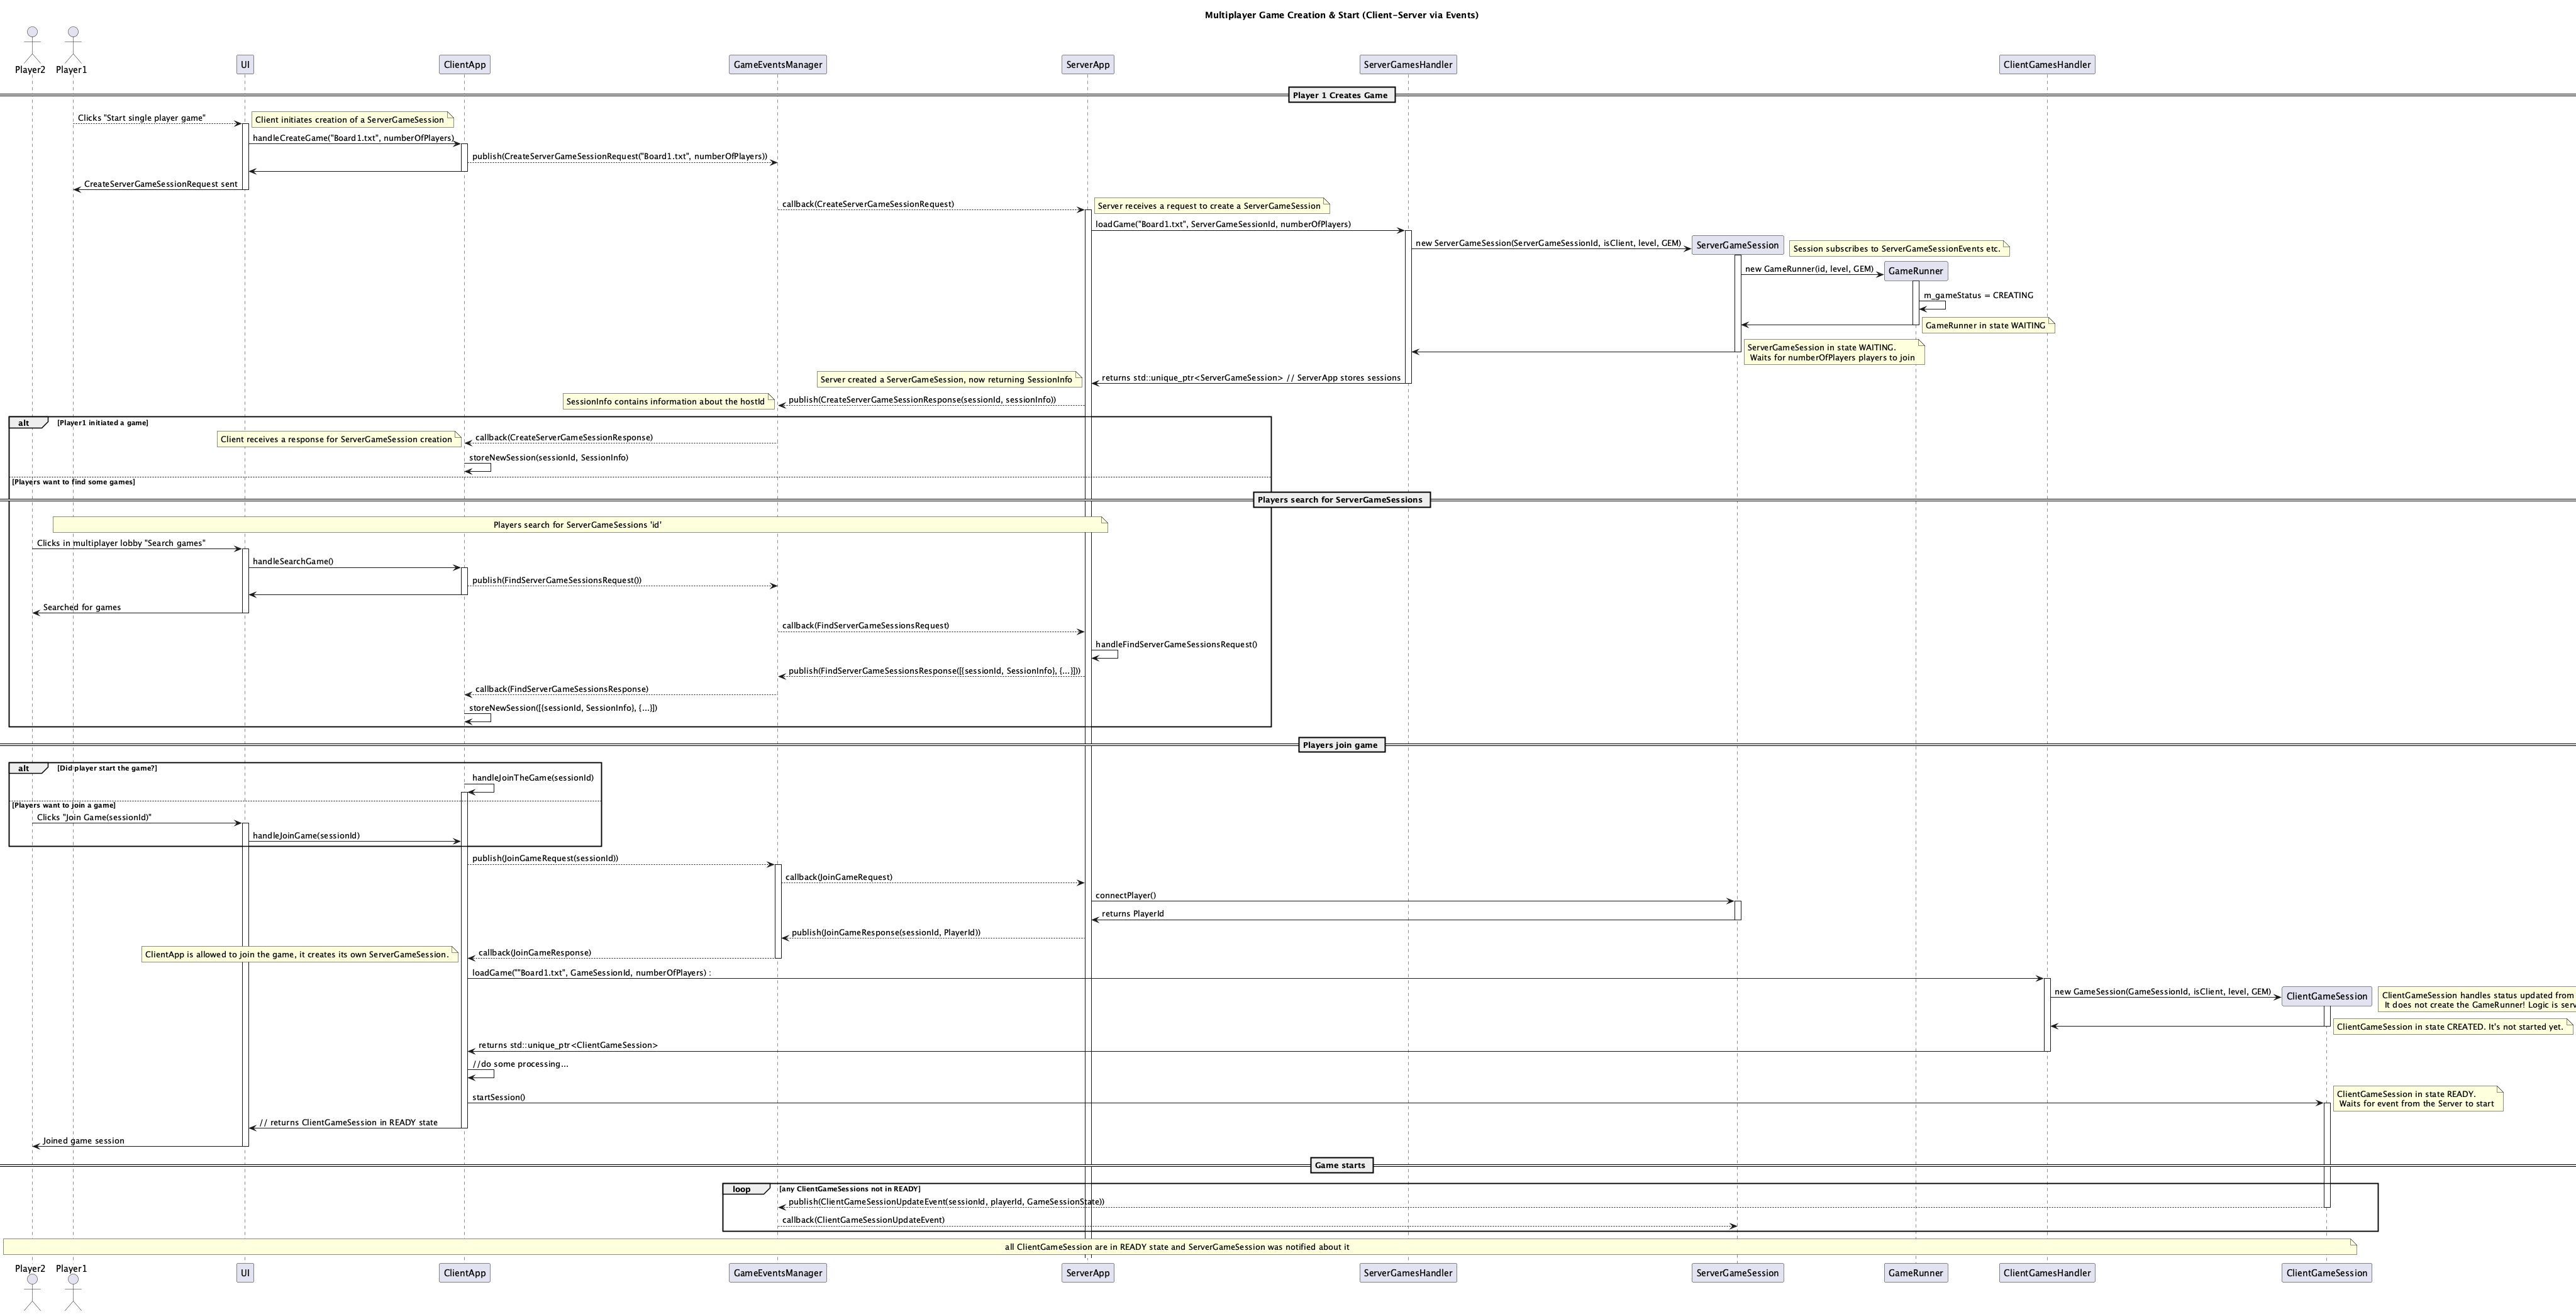 Multiplayer Game Creation & Start (Client-Server via Events)
Player2
Player1
UI
ClientApp
GameEventsManager
ServerApp
ServerGamesHandler
ClientGamesHandler
Player 1 Creates Game
Clicks "Start single player game"
Client initiates creation of a ServerGameSession
handleCreateGame("Board1.txt", numberOfPlayers)
publish(CreateServerGameSessionRequest("Board1.txt", numberOfPlayers))
CreateServerGameSessionRequest sent
callback(CreateServerGameSessionRequest)
Server receives a request to create a ServerGameSession
loadGame("Board1.txt", ServerGameSessionId, numberOfPlayers)
new ServerGameSession(ServerGameSessionId, isClient, level, GEM)
ServerGameSession
Session subscribes to ServerGameSessionEvents etc.
new GameRunner(id, level, GEM)
GameRunner
m_gameStatus = CREATING
GameRunner in state WAITING
ServerGameSession in state WAITING.
Waits for numberOfPlayers players to join
Server created a ServerGameSession, now returning SessionInfo
returns std::unique_ptr<ServerGameSession> // ServerApp stores sessions
SessionInfo contains information about the hostId
publish(CreateServerGameSessionResponse(sessionId, sessionInfo))
alt
[Player1 initiated a game]
Client receives a response for ServerGameSession creation
callback(CreateServerGameSessionResponse)
storeNewSession(sessionId, SessionInfo)
[Players want to find some games]
Players search for ServerGameSessions
Players search for ServerGameSessions 'id'
Clicks in multiplayer lobby "Search games"
handleSearchGame()
publish(FindServerGameSessionsRequest())
Searched for games
callback(FindServerGameSessionsRequest)
handleFindServerGameSessionsRequest()
publish(FindServerGameSessionsResponse([{sessionId, SessionInfo}, {...}]))
callback(FindServerGameSessionsResponse)
storeNewSession([{sessionId, SessionInfo}, {...}])
Players join game
alt
[Did player start the game?]
handleJoinTheGame(sessionId)
[Players want to join a game]
Clicks "Join Game(sessionId)"
handleJoinGame(sessionId)
publish(JoinGameRequest(sessionId))
callback(JoinGameRequest)
connectPlayer()
returns PlayerId
publish(JoinGameResponse(sessionId, PlayerId))
ClientApp is allowed to join the game, it creates its own ServerGameSession.
callback(JoinGameResponse)
loadGame(""Board1.txt", GameSessionId, numberOfPlayers) :
new GameSession(GameSessionId, isClient, level, GEM)
ClientGameSession
ClientGameSession handles status updated from
It does not create the GameRunner! Logic is serv
ClientGameSession in state CREATED. It's not started yet.
returns std::unique_ptr<ClientGameSession>
//do some processing...
startSession()
ClientGameSession in state READY.
Waits for event from the Server to start
// returns ClientGameSession in READY state
Joined game session
Game starts
loop
[any ClientGameSessions not in READY]
publish(ClientGameSessionUpdateEvent(sessionId, playerId, GameSessionState))
callback(ClientGameSessionUpdateEvent)
all ClientGameSession are in READY state and ServerGameSession was notified about it
Player2
Player1
UI
ClientApp
GameEventsManager
ServerApp
ServerGamesHandler
ServerGameSession
GameRunner
ClientGamesHandler
ClientGameSession